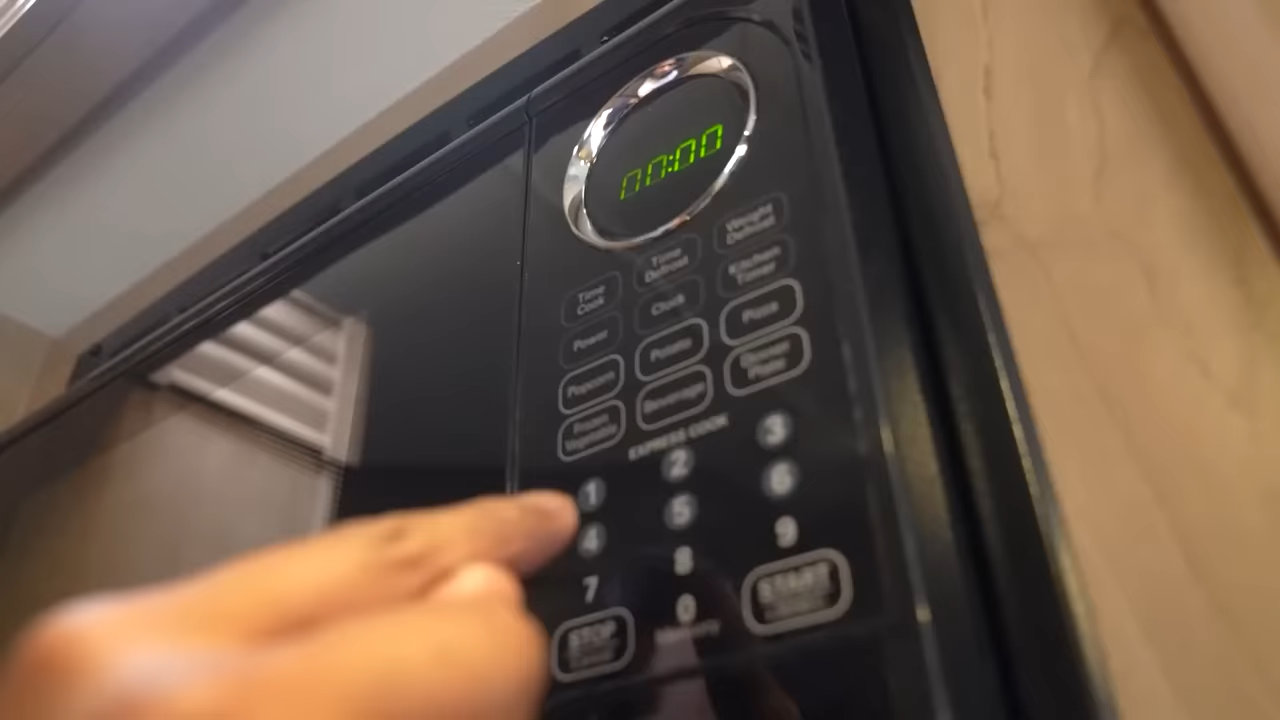 00:00
Time
Cook
Time
Defrost
Weight
Defrost
Power
Clock
Kitchen
Timer
Popcorn
Potato
Pizza
Frozen
Vegetable
Beverage
Dinner
Plate
EXPRESS COOK
1 2 3
4 5 6
7 8 9
STOP
0
Memory
START